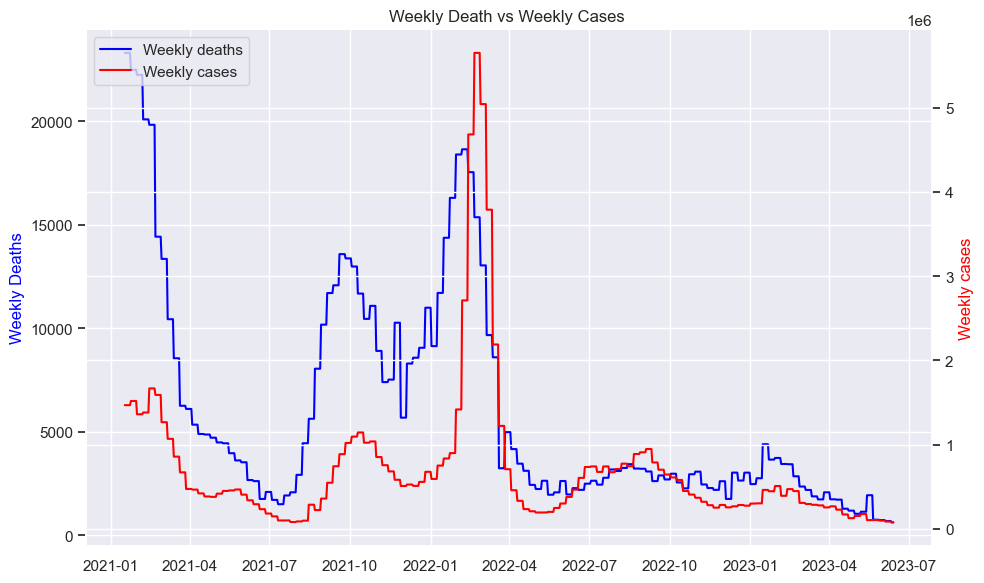 Weekly Death vs Weekly Cases
1e6
Weekly deaths
Weekly cases
20000
15000
10000
5000
0
Weekly Deaths
5
4
3
2
1
0
Weekly cases
2021-01 2021-04 2021-07 2021-10 2022-01 2022-04 2022-07 2022-10 2023-01 2023-04 2023-07